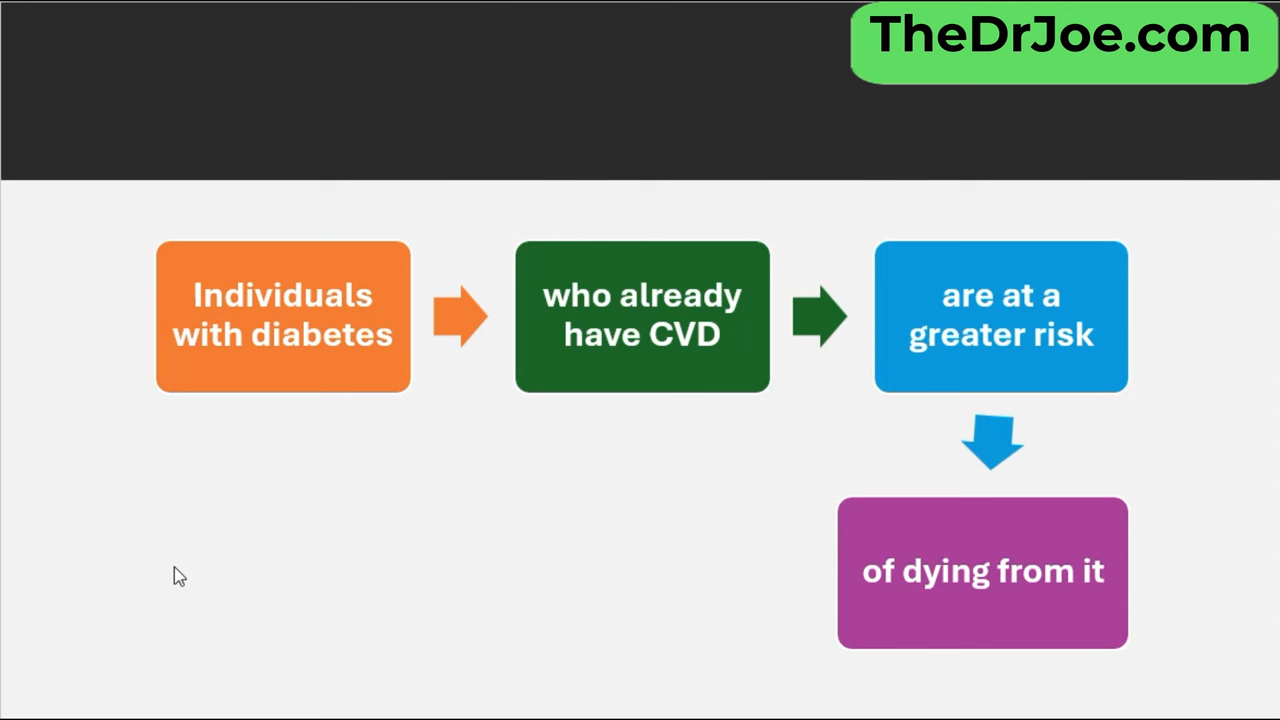 TheDrJoe.com
Individuals
with diabetes
who already
have CVD
are at a
greater risk
of dying from it